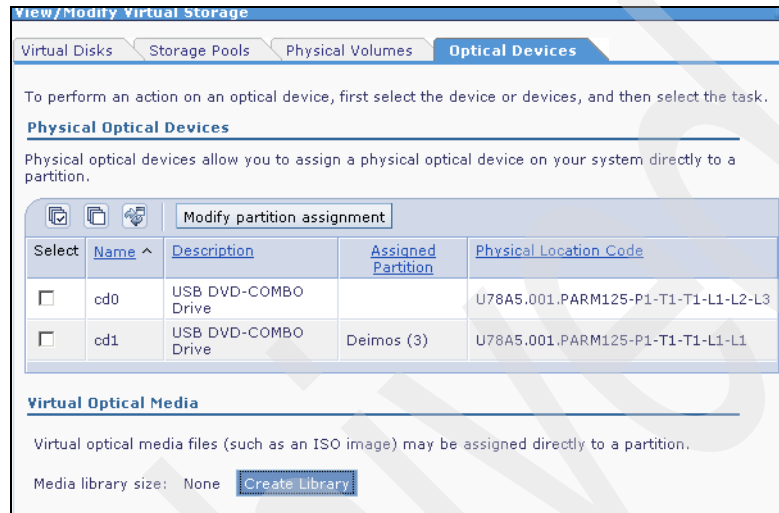 View/Modify Virtual Storage
Virtual Disks Storage Pools Physical Volumes Optical Devices
To perform an action on an optical device, first select the device or devices, and then select the task.
Physical Optical Devices
Physical optical devices allow you to assign a physical optical device on your system directly to a
partition.
Modify partition assignment
Select Name ^ Description Assigned Partition Physical Location Code
cd0 USB DVD-COMBO Drive U78A5.001.PARM125-P1-T1-T1-L1-L2-L3
cd1 USB DVD-COMBO Drive Deimos (3) U78A5.001.PARM125-P1-T1-T1-L1-L1
Virtual Optical Media
Virtual optical media files (such as an ISO image) may be assigned directly to a partition.
Media library size: None Create Library